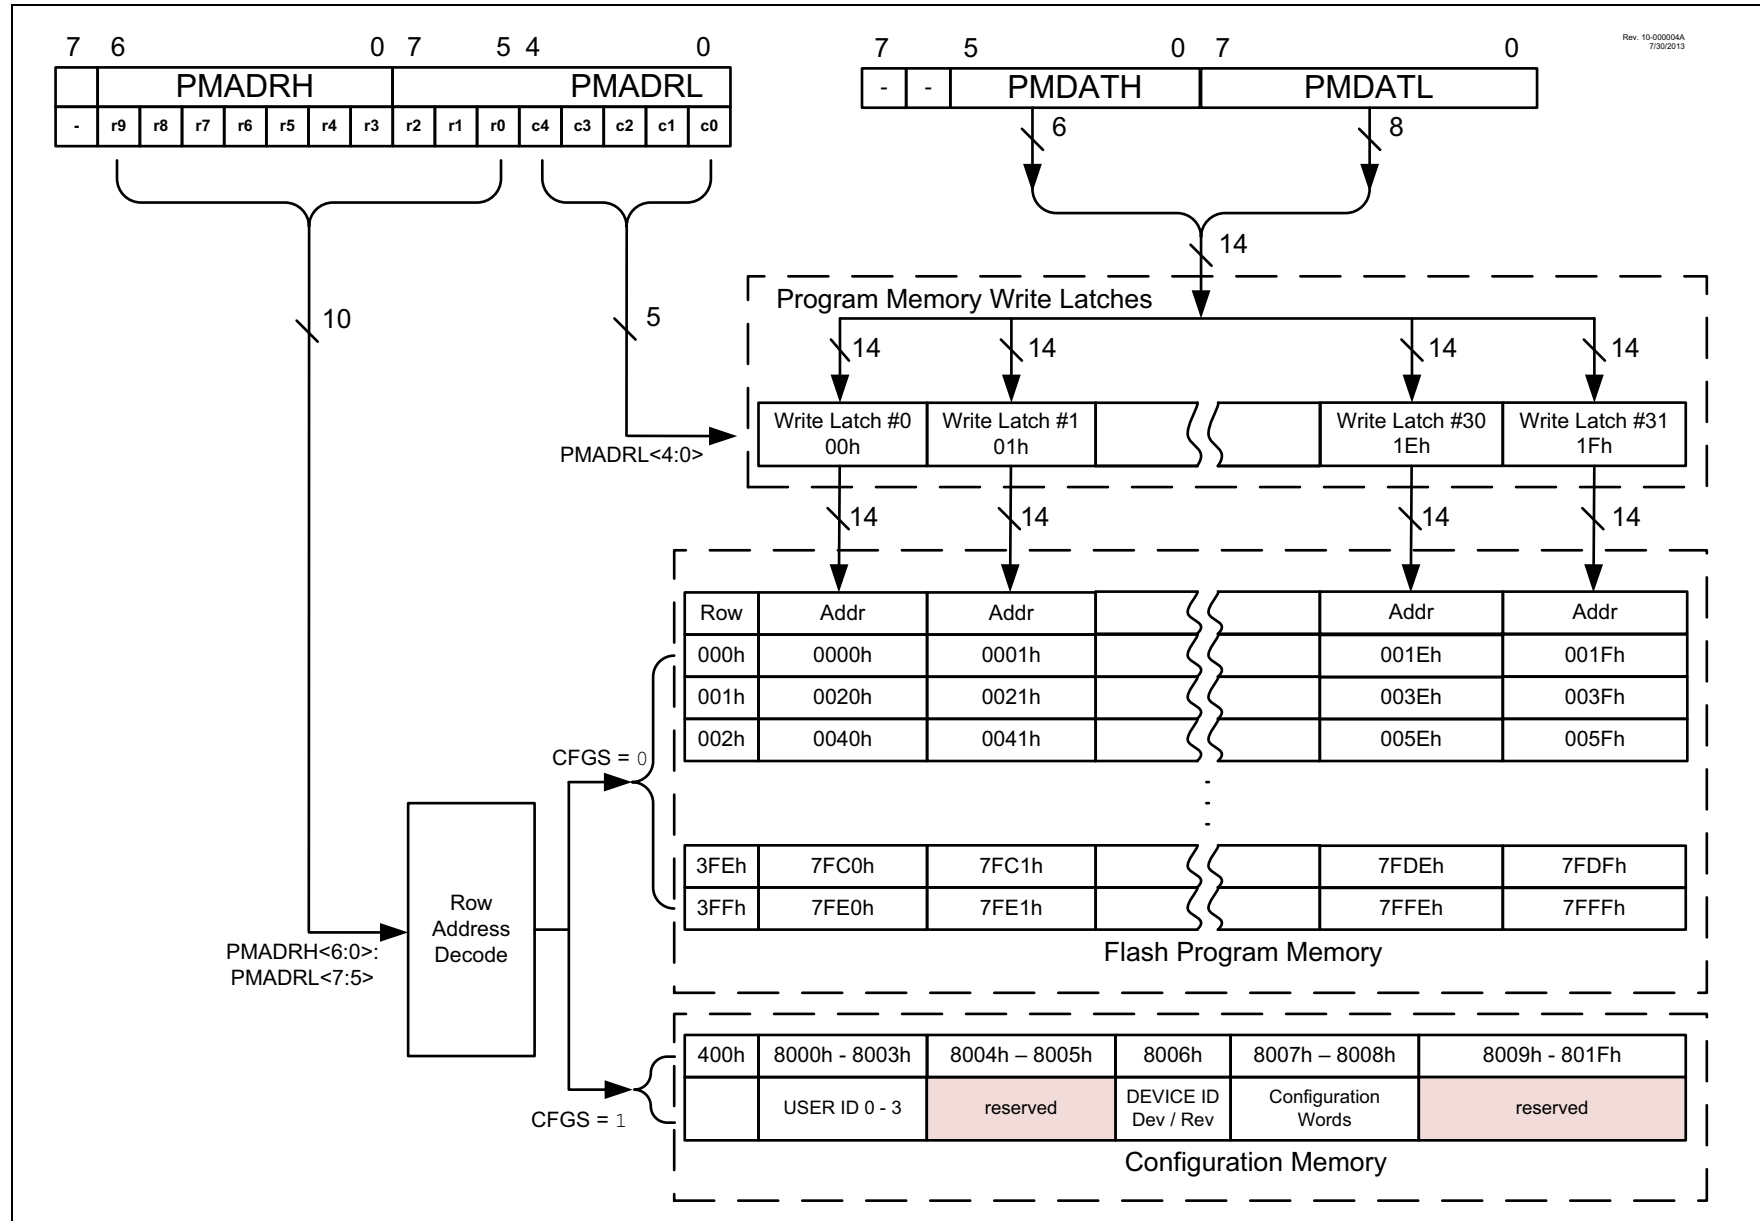 7 6 0 7 5 4 0 7 5 0 7 0
Rev. 10-000004A
7/30/2013
PMADRH PMADRL - - PMDATH PMDATL
- r9 r8 r7 r6 r5 r4 r3 r2 r1 r0 c4 c3 c2 c1 c0
6 8
14
Program Memory Write Latches
10 5
14 14 14 14
Write Latch #0 Write Latch #1 Write Latch #30 Write Latch #31
00h 01h 1Eh 1Fh
PMADRL<4:0>
14 14 14 14
Row Addr Addr Addr Addr
000h 0000h 0001h 001Eh 001Fh
001h 0020h 0021h 003Eh 003Fh
002h 0040h 0041h 005Eh 005Fh
CFGS = 0
3FEh 7FC0h 7FC1h 7FDEh 7FDFh
3FFh 7FE0h 7FE1h 7FFEh 7FFFh
Row
Address
Decode
PMADRH<6:0>:
PMADRL<7:5>
Flash Program Memory
400h 8000h - 8003h 8004h – 8005h 8006h 8007h – 8008h 8009h - 801Fh
USER ID 0 - 3 reserved DEVICE ID Configuration reserved
Dev / Rev Words
CFGS = 1
Configuration Memory